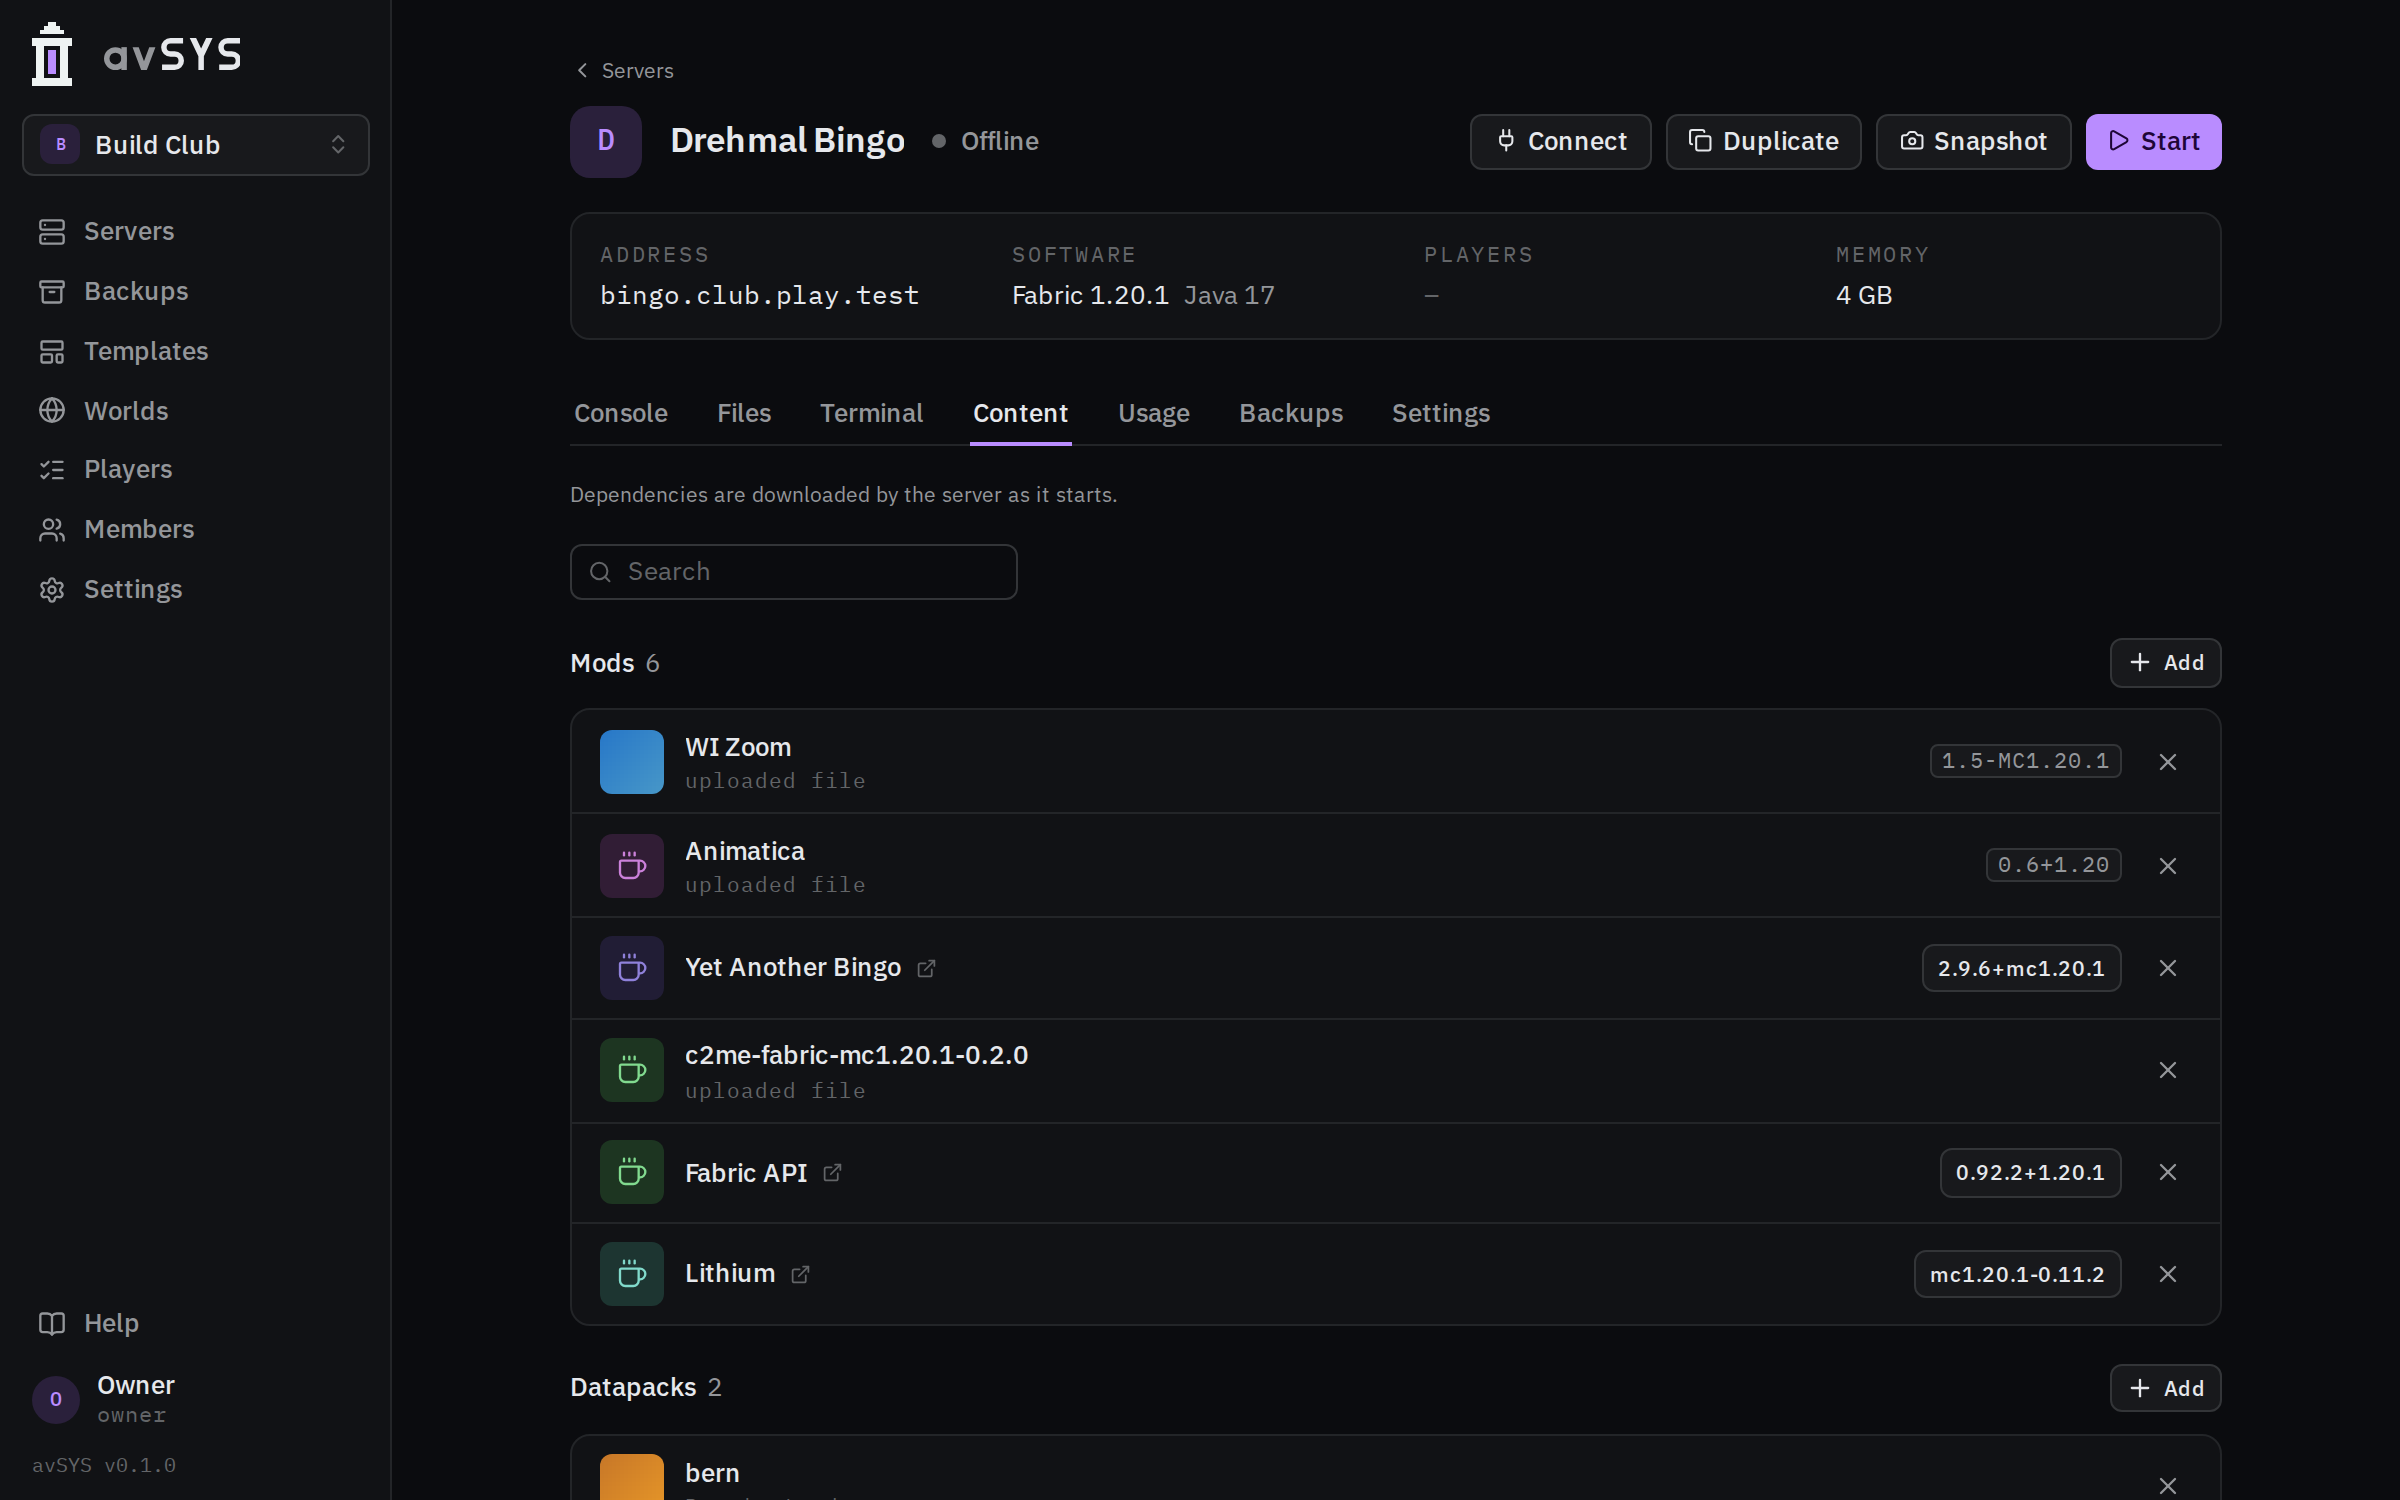 avSYS
B Build Club
Servers
Backups
Templates
Worlds
Players
Members
Settings
Help
O Owner
owner
avSYS v0.1.0
Servers
D Drehmal Bingo Offline
Connect Duplicate Snapshot Start
ADDRESS SOFTWARE PLAYERS MEMORY
bingo.club.play.test Fabric 1.20.1 Java 17 – 4 GB
Console Files Terminal Content Usage Backups Settings
Dependencies are downloaded by the server as it starts.
Search
Mods 6 Add
WI Zoom 1.5-MC1.20.1
uploaded file
Animatica 0.6+1.20
uploaded file
Yet Another Bingo 2.9.6+mc1.20.1
c2me-fabric-mc1.20.1-0.2.0
uploaded file
Fabric API 0.92.2+1.20.1
Lithium mc1.20.1-0.11.2
Datapacks 2 Add
bern